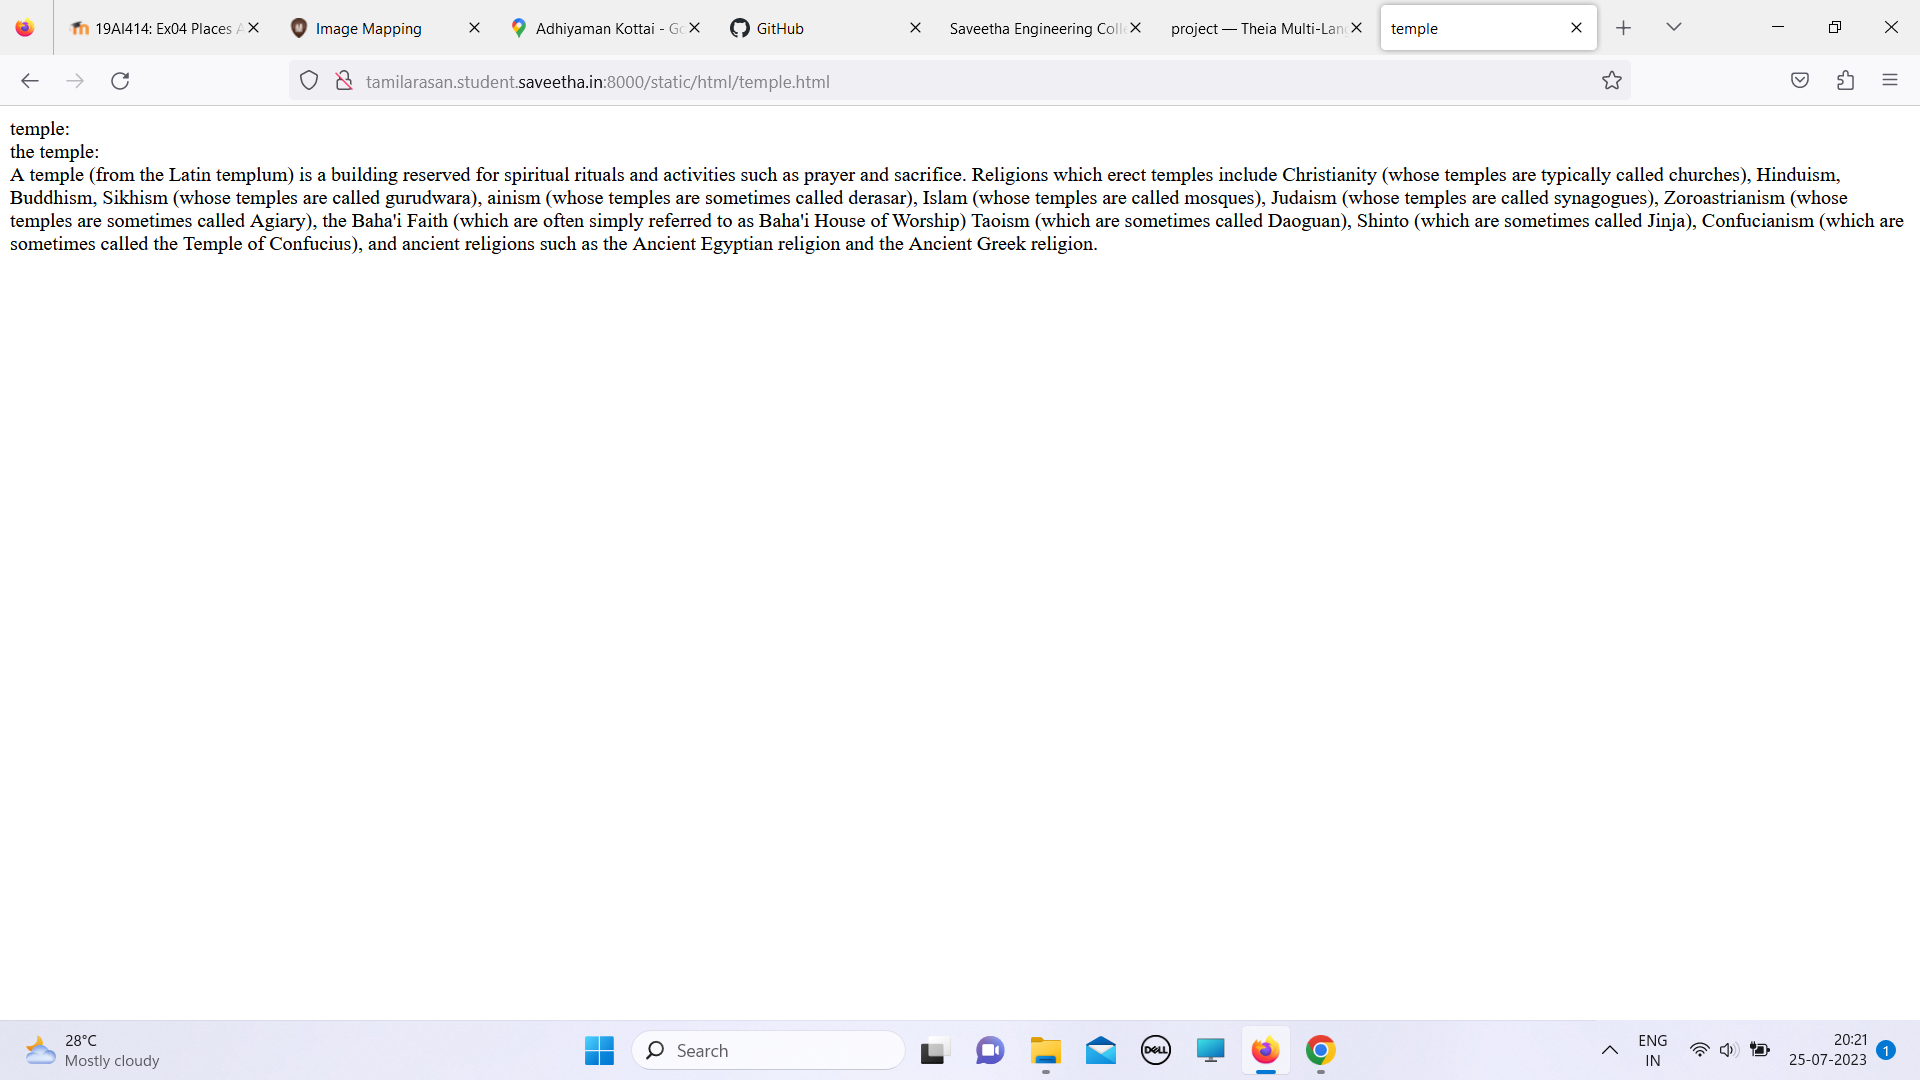 19AI414: Ex04 Places A
Image Mapping
Adhiyaman Kottai - Go
GitHub
Saveetha Engineering Coll
project — Theia Multi-Lang
temple
tamilarasan.student.saveetha.in:8000/static/html/temple.html
temple:
the temple:
A temple (from the Latin templum) is a building reserved for spiritual rituals and activities such as prayer and sacrifice. Religions which erect temples include Christianity (whose temples are typically called churches), Hinduism,
Buddhism, Sikhism (whose temples are called gurudwara), ainism (whose temples are sometimes called derasar), Islam (whose temples are called mosques), Judaism (whose temples are called synagogues), Zoroastrianism (whose
temples are sometimes called Agiary), the Baha'i Faith (which are often simply referred to as Baha'i House of Worship) Taoism (which are sometimes called Daoguan), Shinto (which are sometimes called Jinja), Confucianism (which are
sometimes called the Temple of Confucius), and ancient religions such as the Ancient Egyptian religion and the Ancient Greek religion.
28°C
Mostly cloudy
Search
DELL
ENG
IN
20:21
25-07-2023
1